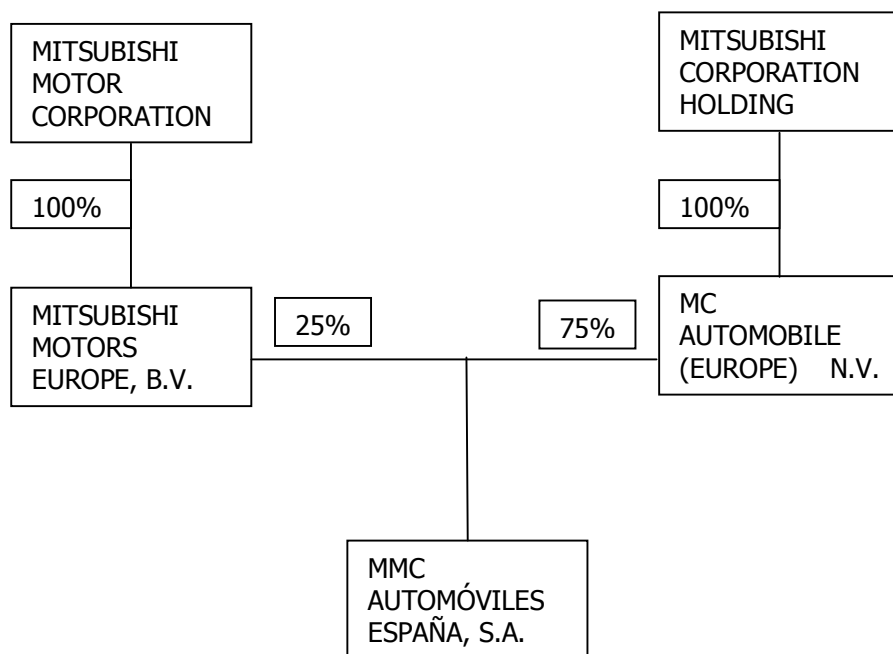 MITSUBISHI
MOTOR
CORPORATION
MITSUBISHI
CORPORATION
HOLDING
100%
100%
MITSUBISHI
MOTORS
EUROPE, B.V.
25%
75%
MC
AUTOMOBILE
(EUROPE) N.V.
MMC
AUTOMÓVILES
ESPAÑA, S.A.